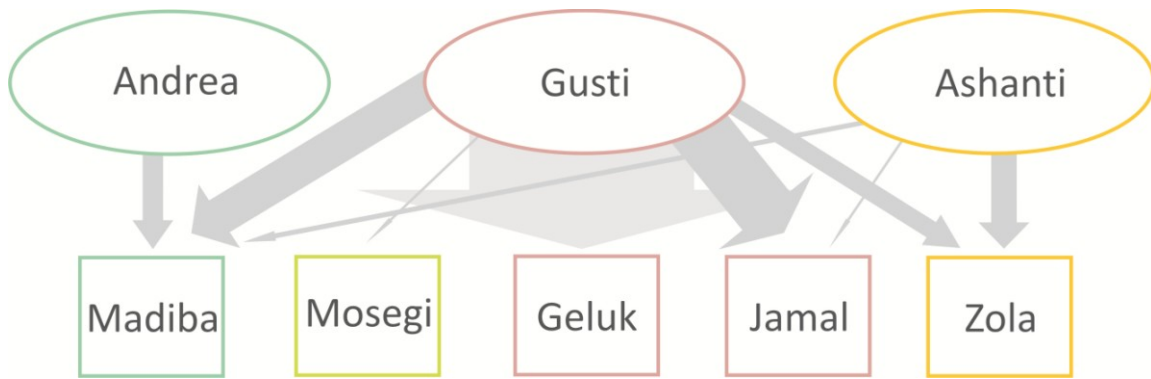 Andrea
Gusti
Ashanti
Madiba
Mosegi
Geluk
Jamal
Zola